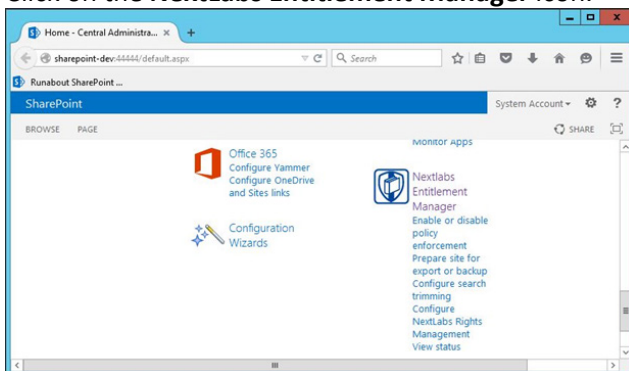 Click on the NextLabs Entitlement Manager icon.
Home - Central Administra... × +
sharepoint-dev:44444/default.aspx
Search
Runabout SharePoint ...
SharePoint
System Account
?
BROWSE PAGE
SHARE
Office 365
Configure Yammer
Configure OneDrive
and Sites links
Configuration
Wizards
Monitor Apps
Nextlabs
Entitlement
Manager
Enable or disable
policy
enforcement
Prepare site for
export or backup
Configure search
trimming
Configure
NextLabs Rights
Management
View status